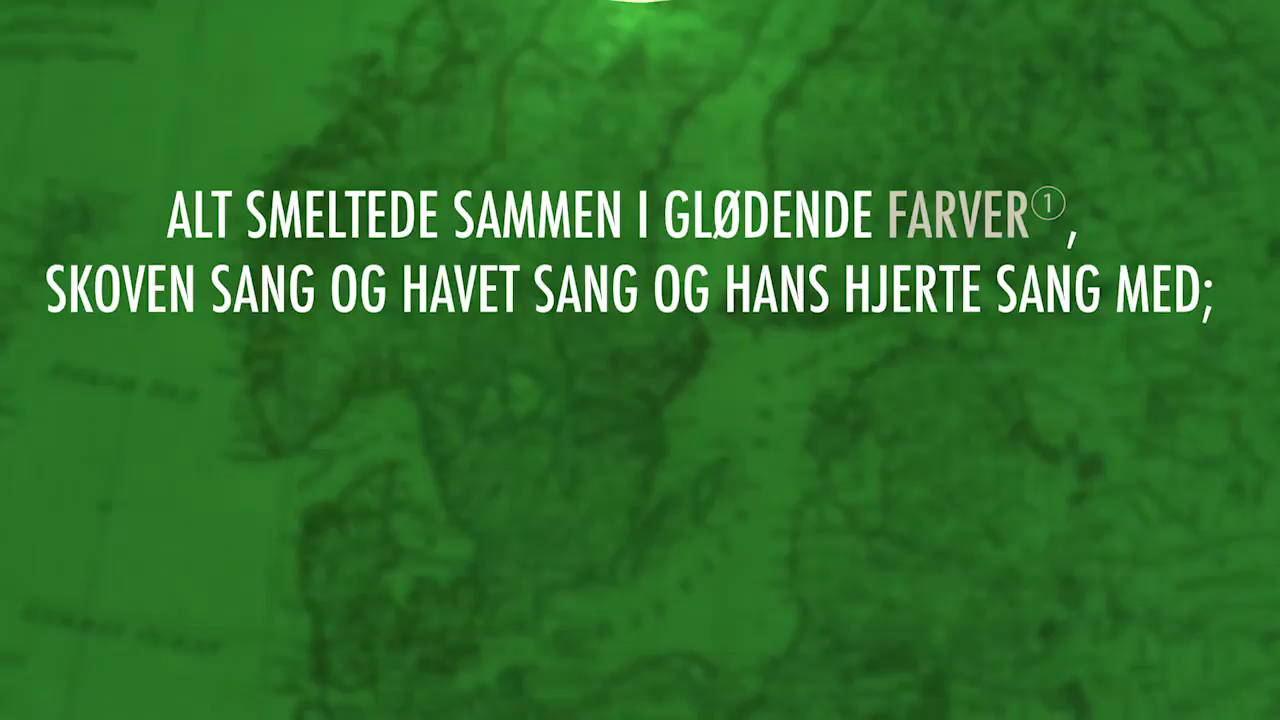 ALT SMELTEDE SAMMEN I GLØDENDE FARVER①,
SKOVEN SANG OG HAVET SANG OG HANS HJERTE SANG MED;